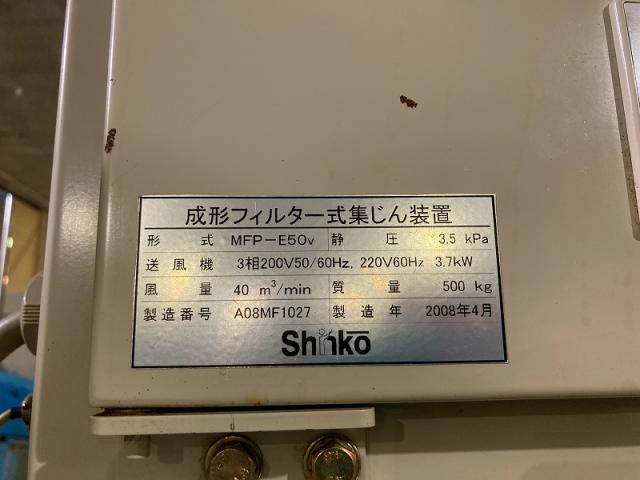 成形フィルター式集じん装置
形式 MFP-E50v 静圧 3.5 kPa
送風機 3相200V50/60Hz, 220V60Hz 3.7kW
風量 40 m³/min 質量 500 kg
製造番号 A08MF1027 製造年 2008年4月
Shinkō